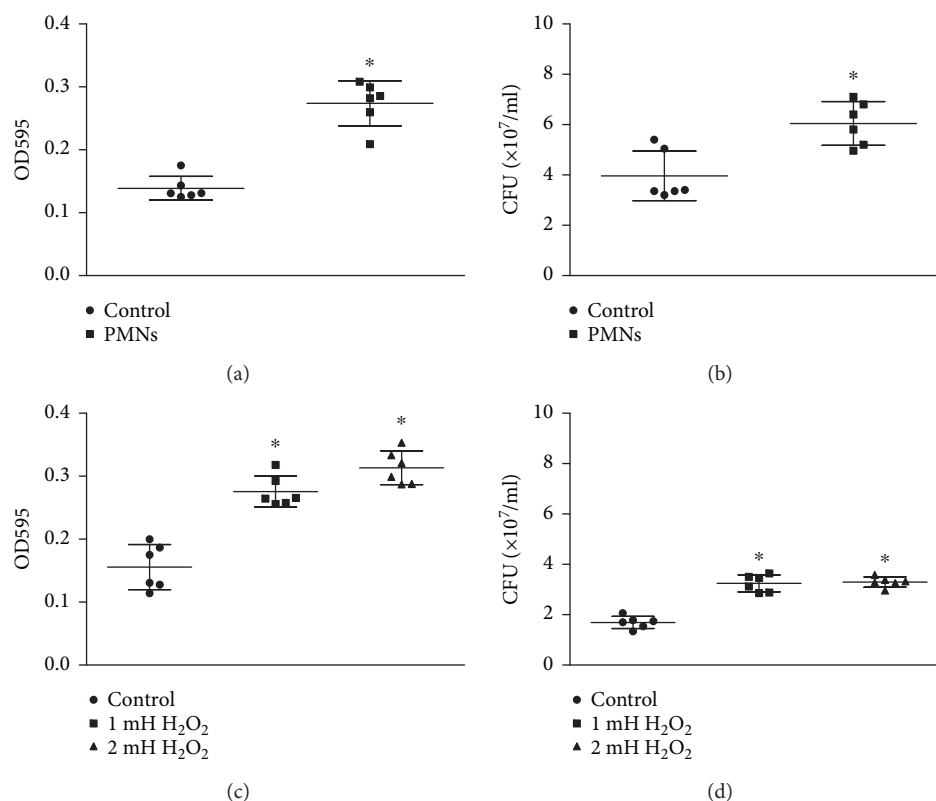 0.4
0.3
0.2
0.1
0.0
OD595
*
Control
PMNs
(a)
10
8
6
4
2
0
CFU (×10⁷/ml)
*
Control
PMNs
(b)
0.4
0.3
0.2
0.1
0.0
OD595
*
*
Control
1 mH H₂O₂
2 mH H₂O₂
(c)
10
8
6
4
2
0
CFU (×10⁷/ml)
*
*
Control
1 mH H₂O₂
2 mH H₂O₂
(d)